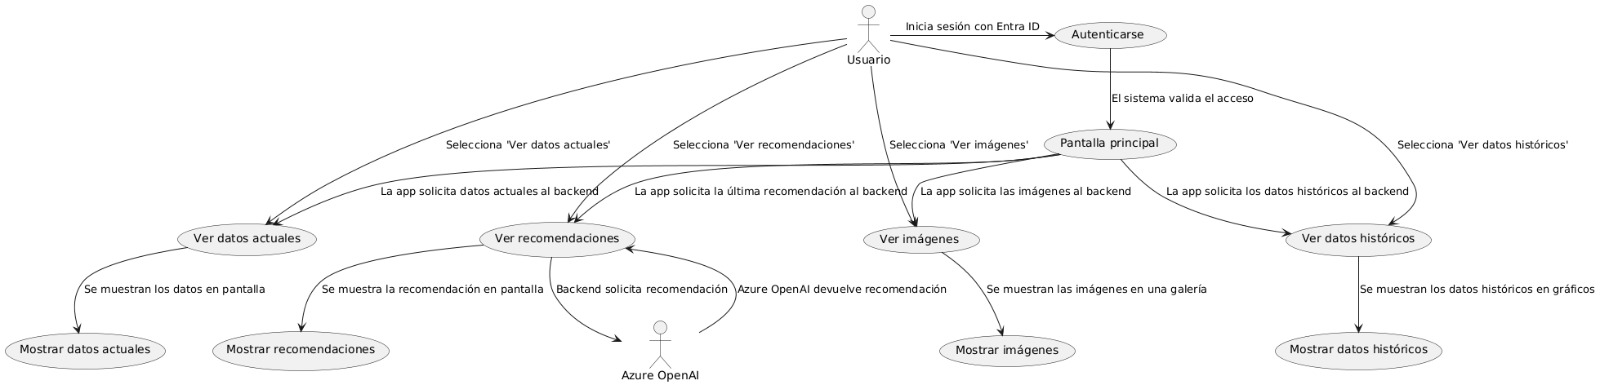 Inicia sesión con Entra ID
Autenticarse
Usuario
El sistema valida el acceso
Selecciona 'Ver datos actuales'
Selecciona 'Ver recomendaciones'
Selecciona 'Ver imágenes'
Pantalla principal
Selecciona 'Ver datos históricos'
La app solicita datos actuales al backend
La app solicita la última recomendación al backend
La app solicita las imágenes al backend
La app solicita los datos históricos al backend
Ver datos actuales
Ver recomendaciones
Ver imágenes
Ver datos históricos
Se muestran los datos en pantalla
Se muestra la recomendación en pantalla
Backend solicita recomendación
Azure OpenAI devuelve recomendación
Se muestran las imágenes en una galería
Se muestran los datos históricos en gráficos
Mostrar datos actuales
Mostrar recomendaciones
Azure OpenAI
Mostrar imágenes
Mostrar datos históricos